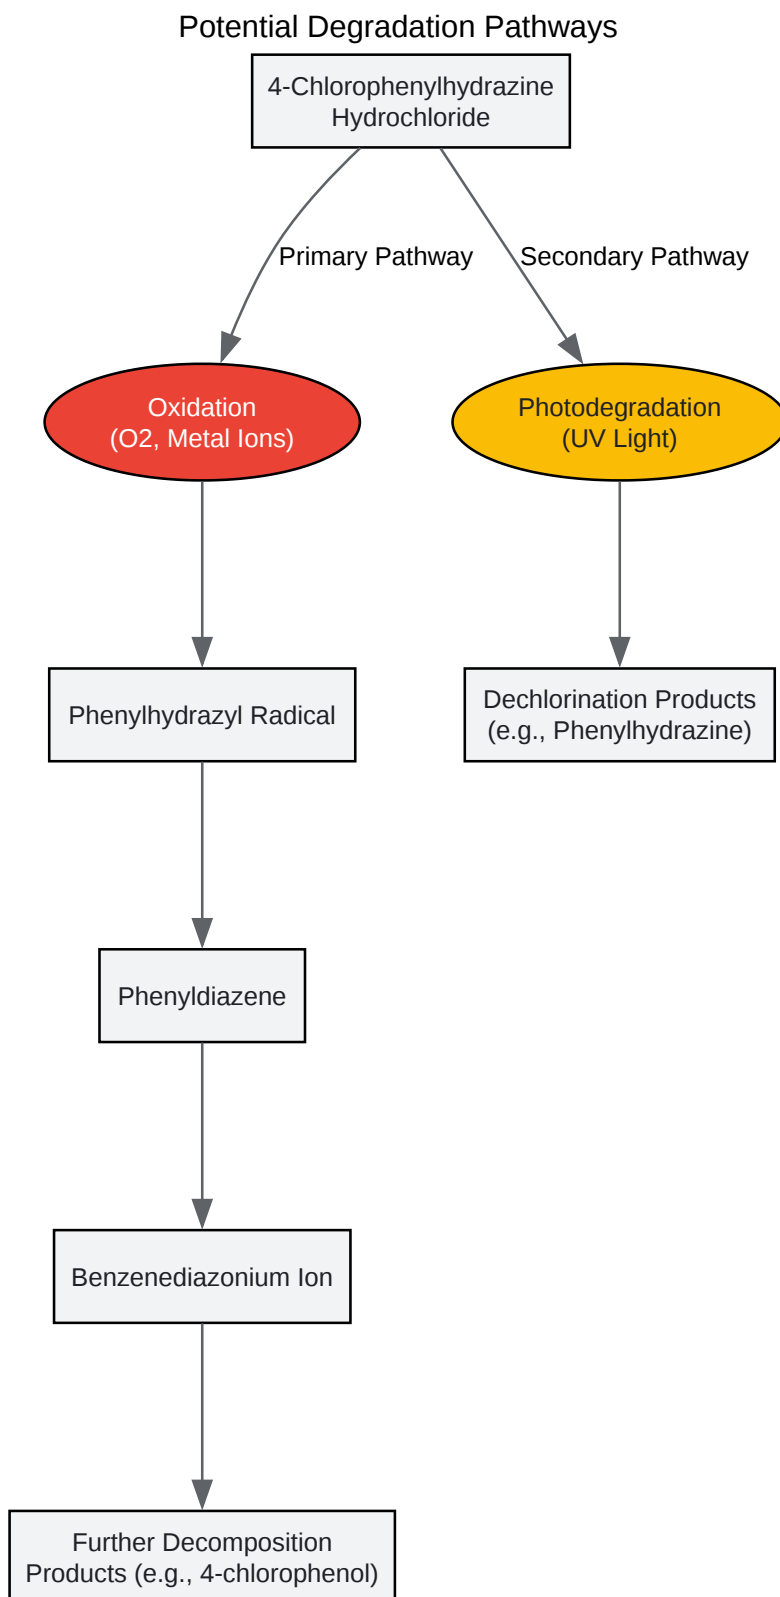 Potential Degradation Pathways
4-Chlorophenylhydrazine
Hydrochloride
Primary Pathway
Secondary Pathway
Oxidation
(O2, Metal Ions)
Photodegradation
(UV Light)
Phenylhydrazyl Radical
Dechlorination Products
(e.g., Phenylhydrazine)
Phenyldiazene
Benzenediazonium Ion
Further Decomposition
Products (e.g., 4-chlorophenol)